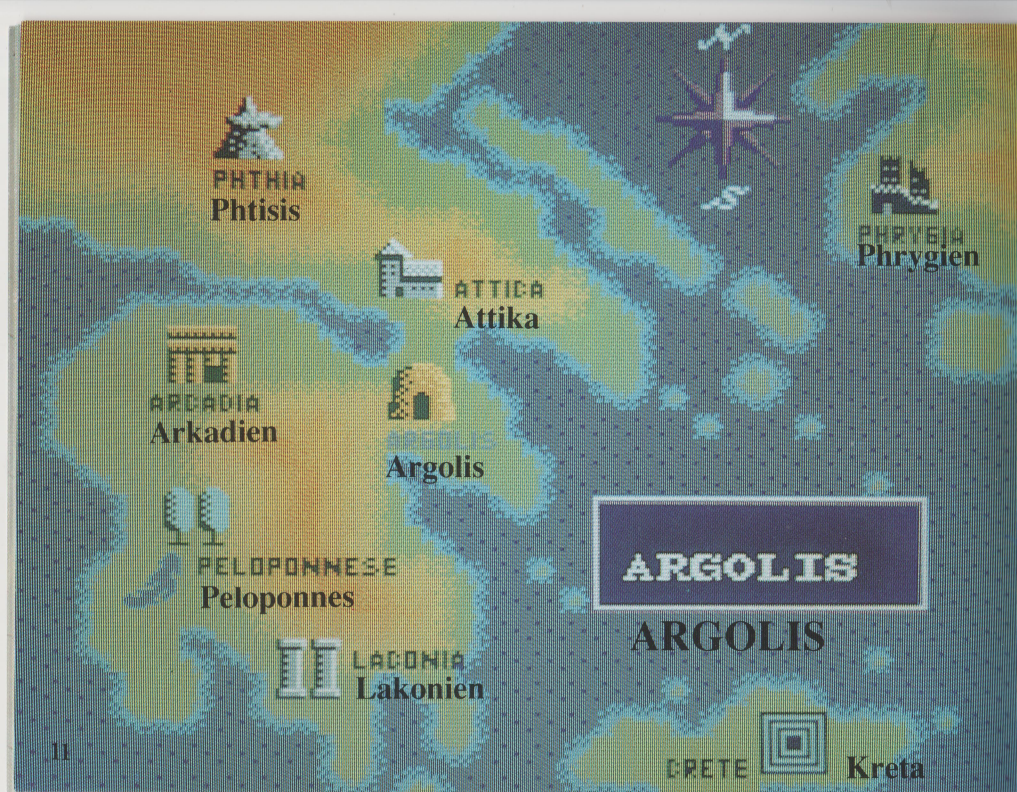 N
PHTHIA
Phtisis
S
PHRYGIA
Phrygien
ATTICA
Attika
ARCADIA
Arkadien
ARGOLIS
Argolis
PELOPONNESE
Peloponnes
ARGOLIS
ARGOLIS
LACONIA
Lakonien
11
CRETE
Kreta